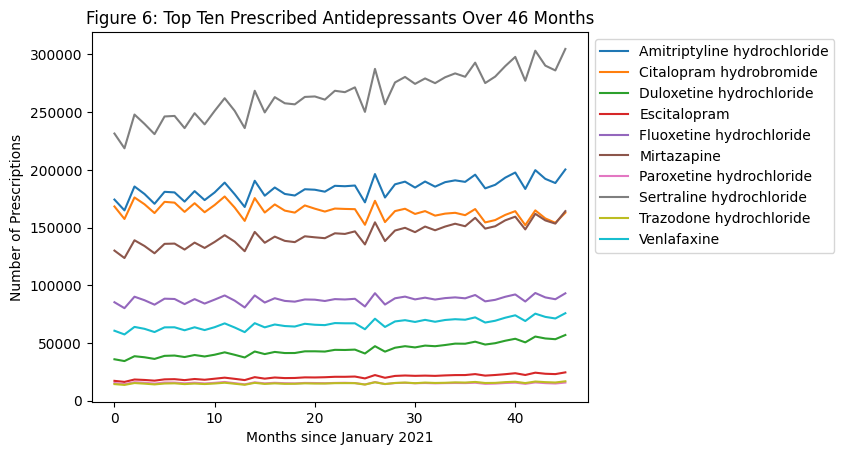 Figure 6: Top Ten Prescribed Antidepressants Over 46 Months
Number of Prescriptions
300000
250000
200000
150000
100000
50000
0
0 10 20 30 40
Months since January 2021
Amitriptyline hydrochloride
Citalopram hydrobromide
Duloxetine hydrochloride
Escitalopram
Fluoxetine hydrochloride
Mirtazapine
Paroxetine hydrochloride
Sertraline hydrochloride
Trazodone hydrochloride
Venlafaxine